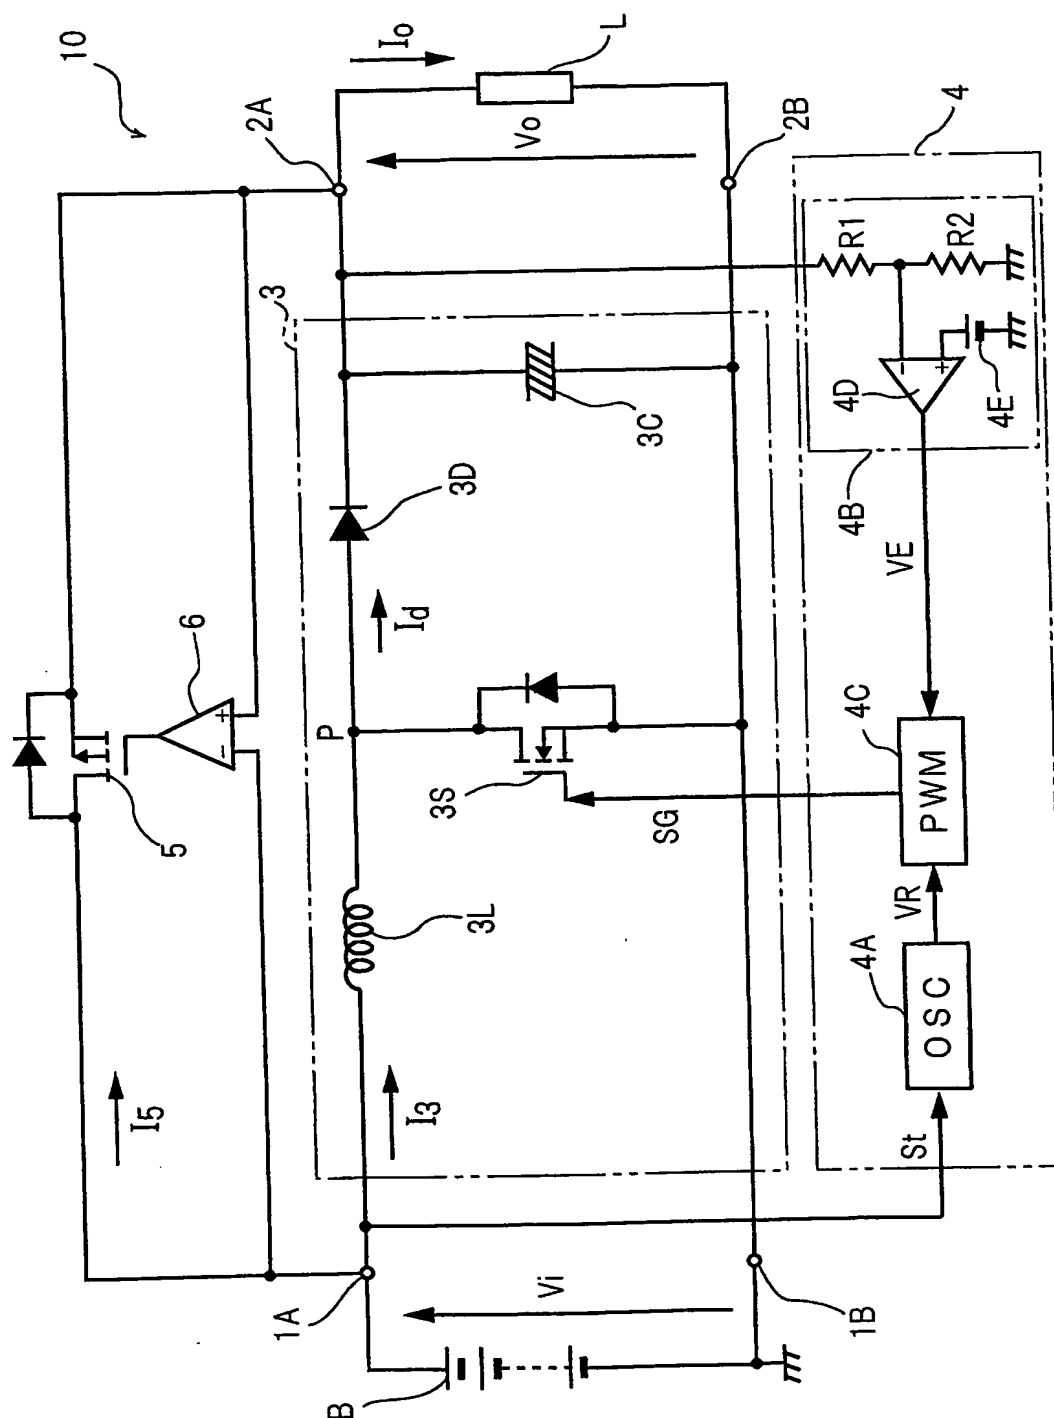 10
5
6
I5
2A
Io
L
Vo
2B
3
P
Id
3D
3C
3L
I3
3S
SG
1A
B
Vi
1B
St
4A
OSC
VR
4C
PWM
VE
4B
4
R1
R2
4D
4E
-
+
-
+